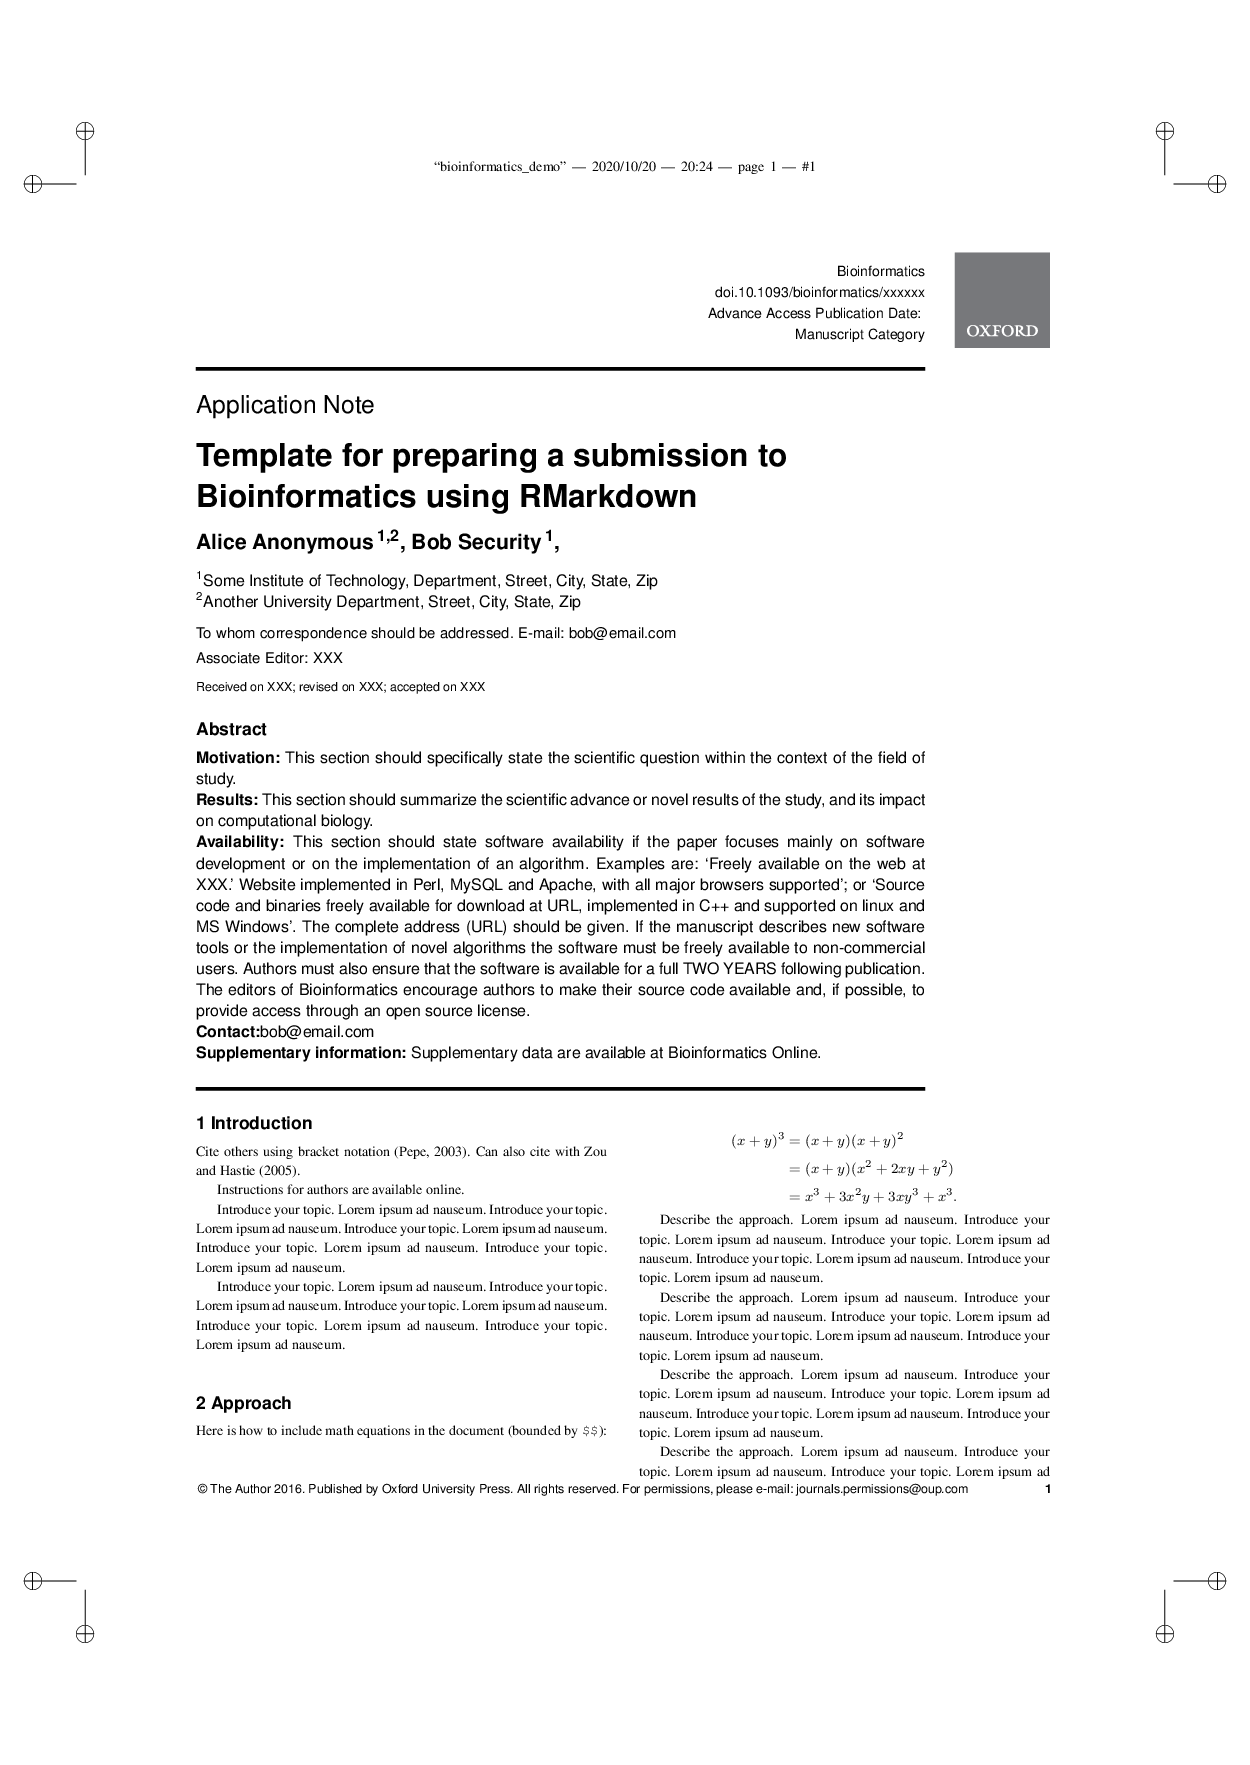 “bioinformatics_demo” — 2020/10/20 — 20:24 — page 1 — #1
Bioinformatics
doi.10.1093/bioinformatics/xxxxxx
Advance Access Publication Date:
Manuscript Category
OXFORD
Application Note
Template for preparing a submission to
Bioinformatics using RMarkdown
Alice Anonymous 1,2, Bob Security 1,
1Some Institute of Technology, Department, Street, City, State, Zip
2Another University Department, Street, City, State, Zip
To whom correspondence should be addressed. E-mail: bob@email.com
Associate Editor: XXX
Received on XXX; revised on XXX; accepted on XXX
Abstract
Motivation: This section should specifically state the scientific question within the context of the field of
study.
Results: This section should summarize the scientific advance or novel results of the study, and its impact
on computational biology.
Availability: This section should state software availability if the paper focuses mainly on software
development or on the implementation of an algorithm. Examples are: ‘Freely available on the web at
XXX.’ Website implemented in Perl, MySQL and Apache, with all major browsers supported’; or ‘Source
code and binaries freely available for download at URL, implemented in C++ and supported on linux and
MS Windows’. The complete address (URL) should be given. If the manuscript describes new software
tools or the implementation of novel algorithms the software must be freely available to non-commercial
users. Authors must also ensure that the software is available for a full TWO YEARS following publication.
The editors of Bioinformatics encourage authors to make their source code available and, if possible, to
provide access through an open source license.
Contact:bob@email.com
Supplementary information: Supplementary data are available at Bioinformatics Online.
1 Introduction
Cite others using bracket notation (Pepe, 2003). Can also cite with Zou
and Hastie (2005).
Instructions for authors are available online.
Introduce your topic. Lorem ipsum ad nauseum. Introduce your topic.
Lorem ipsum ad nauseum. Introduce your topic. Lorem ipsum ad nauseum.
Introduce your topic. Lorem ipsum ad nauseum. Introduce your topic.
Lorem ipsum ad nauseum.
Introduce your topic. Lorem ipsum ad nauseum. Introduce your topic.
Lorem ipsum ad nauseum. Introduce your topic. Lorem ipsum ad nauseum.
Introduce your topic. Lorem ipsum ad nauseum. Introduce your topic.
Lorem ipsum ad nauseum.
2 Approach
Here is how to include math equations in the document (bounded by $$):
(x + y)³ = (x + y)(x + y)²
= (x + y)(x² + 2xy + y²)
= x³ + 3x²y + 3xy³ + x³.
Describe the approach. Lorem ipsum ad nauseum. Introduce your
topic. Lorem ipsum ad nauseum. Introduce your topic. Lorem ipsum ad
nauseum. Introduce your topic. Lorem ipsum ad nauseum. Introduce your
topic. Lorem ipsum ad nauseum.
Describe the approach. Lorem ipsum ad nauseum. Introduce your
topic. Lorem ipsum ad nauseum. Introduce your topic. Lorem ipsum ad
nauseum. Introduce your topic. Lorem ipsum ad nauseum. Introduce your
topic. Lorem ipsum ad nauseum.
Describe the approach. Lorem ipsum ad nauseum. Introduce your
topic. Lorem ipsum ad nauseum. Introduce your topic. Lorem ipsum ad
nauseum. Introduce your topic. Lorem ipsum ad nauseum. Introduce your
topic. Lorem ipsum ad nauseum.
Describe the approach. Lorem ipsum ad nauseum. Introduce your
topic. Lorem ipsum ad nauseum. Introduce your topic. Lorem ipsum ad
© The Author 2016. Published by Oxford University Press. All rights reserved. For permissions, please e-mail: journals.permissions@oup.com 1